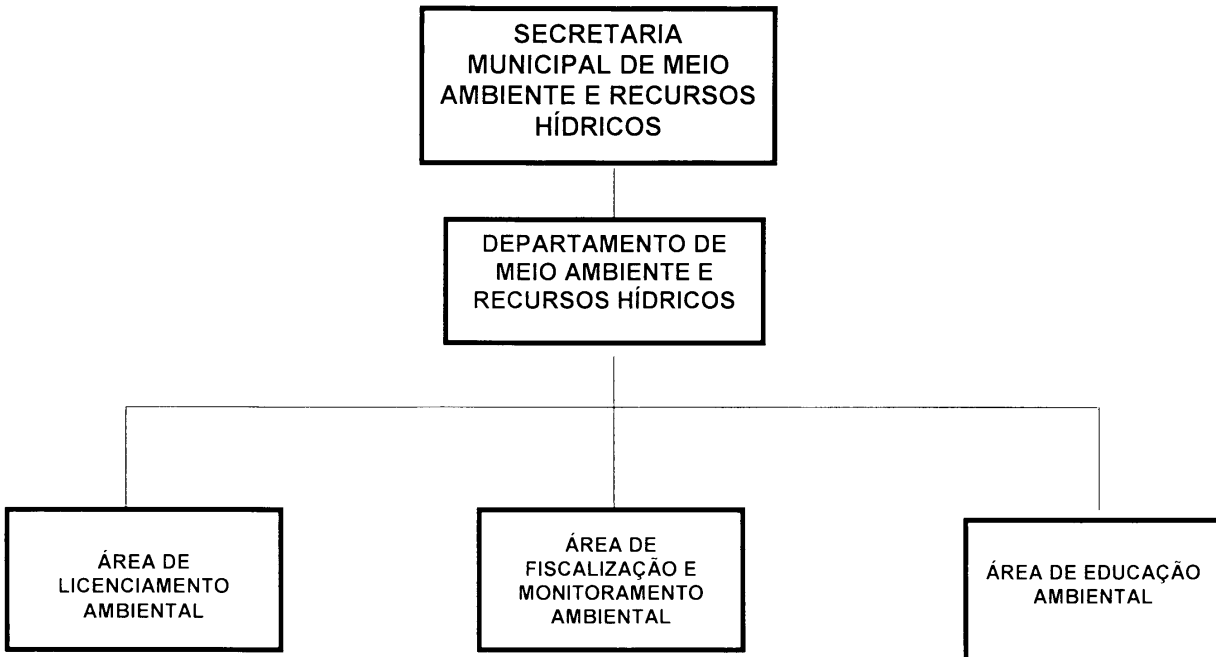 SECRETARIA
MUNICIPAL DE MEIO
AMBIENTE E RECURSOS
HÍDRICOS
DEPARTAMENTO DE
MEIO AMBIENTE E
RECURSOS HÍDRICOS
ÁREA DE
LICENCIAMENTO
AMBIENTAL
ÁREA DE
FISCALIZAÇÃO E
MONITORAMENTO
AMBIENTAL
ÁREA DE EDUCAÇÃO
AMBIENTAL